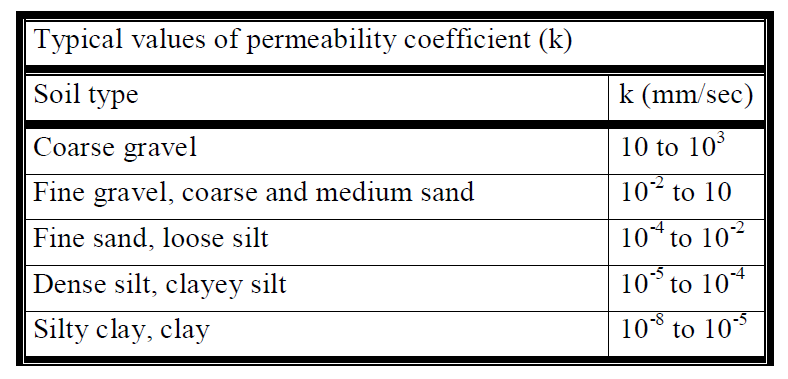 Typical values of permeability coefficient (k)
Soil type k (mm/sec)
Coarse gravel 10 to 10³
Fine gravel, coarse and medium sand 10⁻² to 10
Fine sand, loose silt 10⁻⁴ to 10⁻²
Dense silt, clayey silt 10⁻⁵ to 10⁻⁴
Silty clay, clay 10⁻⁸ to 10⁻⁵